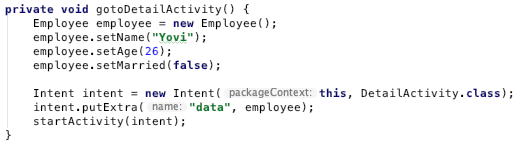 private void gotoDetailActivity() {
    Employee employee = new Employee();
    employee.setName("Yovi");
    employee.setAge(26);
    employee.setMarried(false);

    Intent intent = new Intent( packageContext: this, DetailActivity.class);
    intent.putExtra( name: "data", employee);
    startActivity(intent);
}